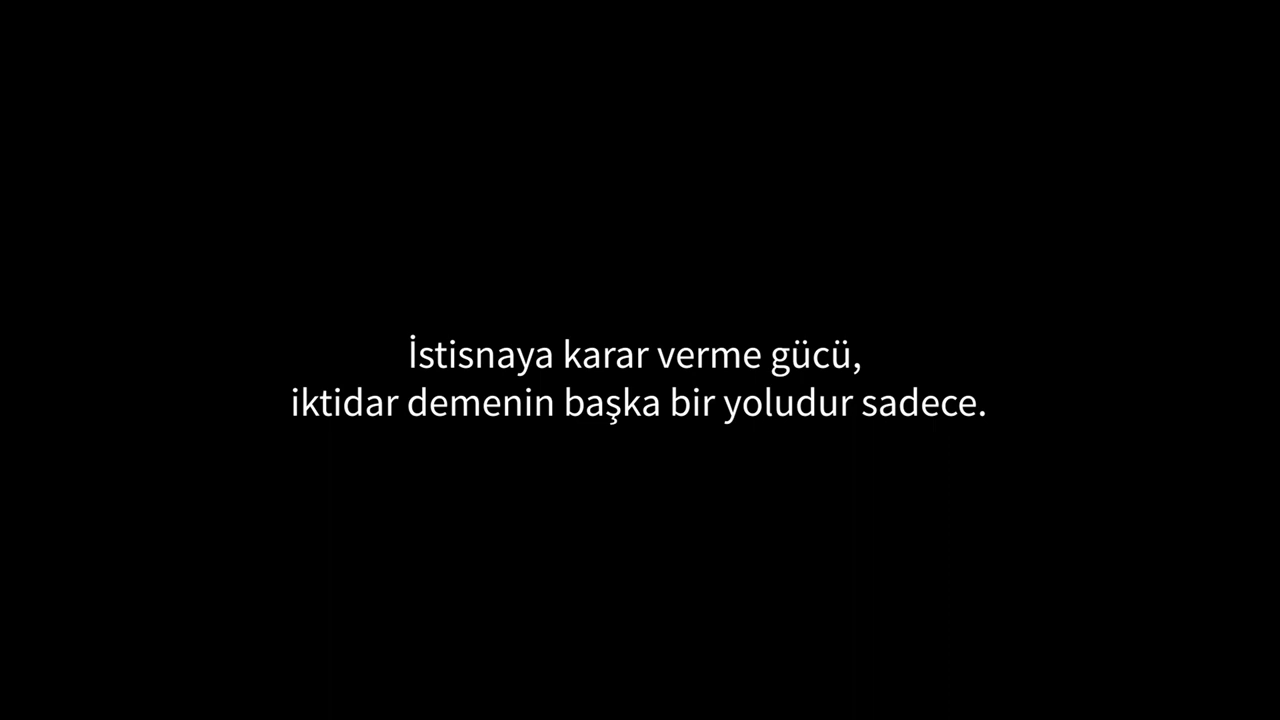 İstisnaya karar verme gücü,
iktidar demenin başka bir yoludur sadece.